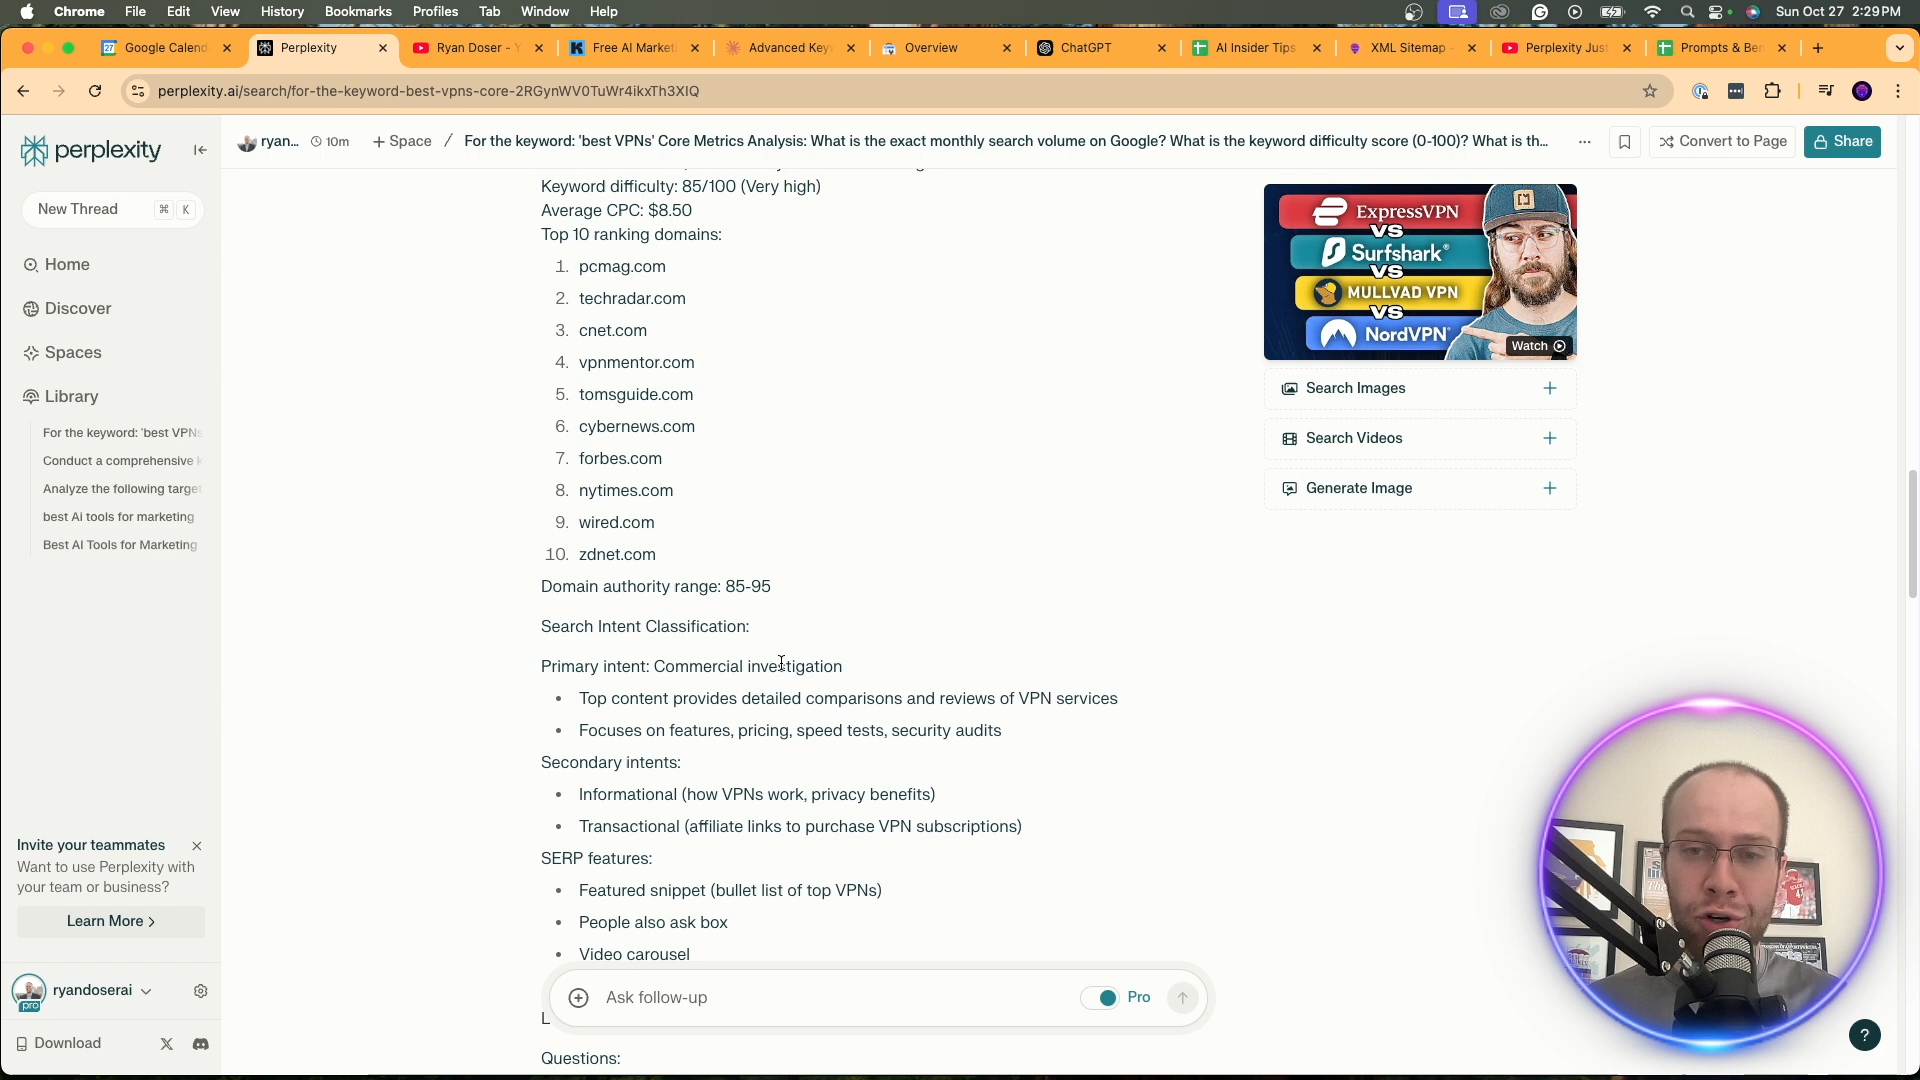 Chrome File Edit View History Bookmarks Profiles Tab Window Help Sun Oct 27 2:29 PM
Google Calend Perplexity Ryan Doser - Y Free AI Market Advanced Key Overview ChatGPT AI Insider Tips XML Sitemap - Perplexity Jus Prompts & Ben
perplexity.ai/search/for-the-keyword-best-vpns-core-2RGynWV0TuWr4ikxTh3XIQ
perplexity
ryan... 10m + Space / For the keyword: 'best VPNs' Core Metrics Analysis: What is the exact monthly search volume on Google? What is the keyword difficulty score (0-100)? What is th... Convert to Page Share
New Thread ⌘ K
Home
Discover
Spaces
Library
For the keyword: 'best VPNs
Conduct a comprehensive k
Analyze the following target
best Ai tools for marketing
Best AI Tools for Marketing
Invite your teammates
Want to use Perplexity with
your team or business?
Learn More
pro
ryandoserai
Download
Keyword difficulty: 85/100 (Very high)
Average CPC: $8.50
Top 10 ranking domains:
1. pcmag.com
2. techradar.com
3. cnet.com
4. vpnmentor.com
5. tomsguide.com
6. cybernews.com
7. forbes.com
8. nytimes.com
9. wired.com
10. zdnet.com
Domain authority range: 85-95
Search Intent Classification:
Primary intent: Commercial investigation
• Top content provides detailed comparisons and reviews of VPN services
• Focuses on features, pricing, speed tests, security audits
Secondary intents:
• Informational (how VPNs work, privacy benefits)
• Transactional (affiliate links to purchase VPN subscriptions)
SERP features:
• Featured snippet (bullet list of top VPNs)
• People also ask box
• Video carousel
Ask follow-up Pro
L
Questions:
ExpressVPN
VS
Surfshark
VS
MULLVAD VPN
VS
NordVPN
Watch
Search Images
Search Videos
Generate Image
?